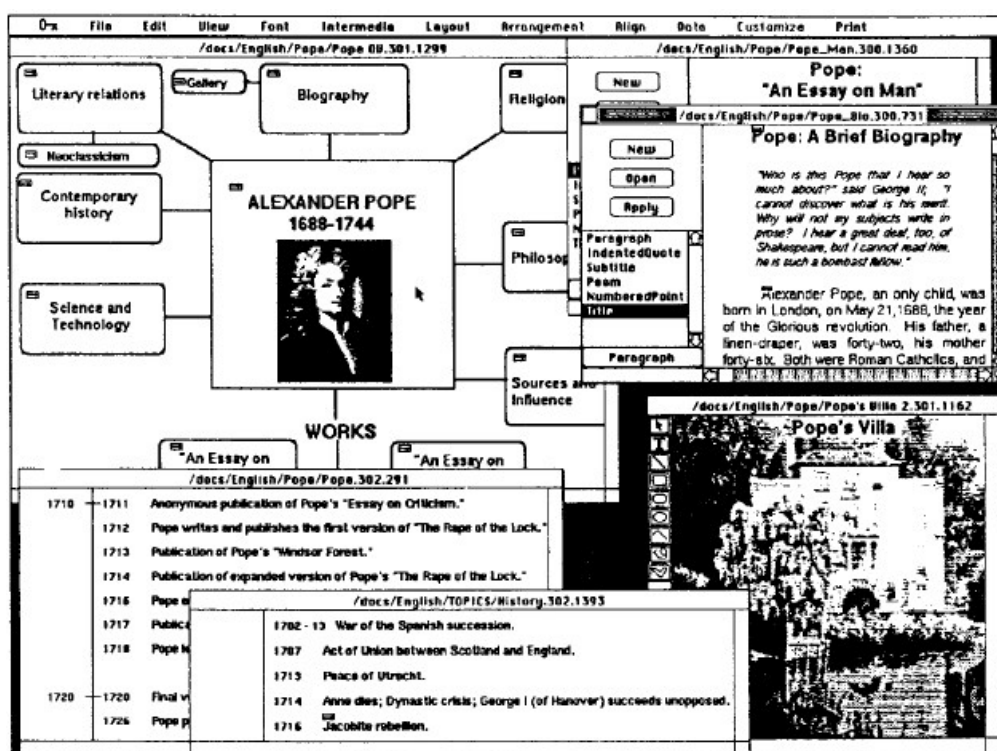 File Edit View Font Intermedia Layout Arrangement Align Data Customize Print
/docs/English/Pope/Pope OV.301.1299
Literary relations
Gallery
Biography
Religion
Neoclassicism
Contemporary
history
ALEXANDER POPE
1688-1744
Philosop
Science and
Technology
Sources and
Influence
WORKS
"An Essay on
"An Essay on
/docs/English/Pope/Pope_Man.300.1360
New
Pope:
"An Essay on Man"
/docs/English/Pope/Pope_Bio.300.731
New
Open
Apply
Paragraph
IndentedQuote
Subtitle
Poem
NumberedPoint
Title
Paragraph
Pope: A Brief Biography
"Who is this Pope that I hear so
much about?" said George II; "I
cannot discover what is his merit.
Why will not my subjects write in
prose? I hear a great deal, too, of
Shakespeare, but I cannot read him,
he is such a bombast fellow."
Alexander Pope, an only child, was
born in London, on May 21,1688, the year
of the Glorious revolution. His father, a
linen-draper, was forty-two, his mother
forty-six. Both were Roman Catholics, and
/docs/English/Pope/Pope's Villa 2.301.1162
Pope's Villa
/docs/English/Pope/Pope.302.291
1710 1711 Anonymous publication of Pope's "Essay on Criticism."
1712 Pope writes and publishes the first version of "The Rape of the Lock."
1713 Publication of Pope's "Windsor Forest."
1714 Publication of expanded version of Pope's "The Rape of the Lock."
1715 Pope
1717 Publica
1718 Pope
1720 1720 Final v
1725 Pope p
/docs/English/TOPICS/History.302.1393
1702 - 13 War of the Spanish succession.
1707 Act of Union between Scotland and England.
1713 Peace of Utrecht.
1714 Anne dies; Dynastic crisis; George I (of Hanover) succeeds unopposed.
1715 Jacobite rebellion.